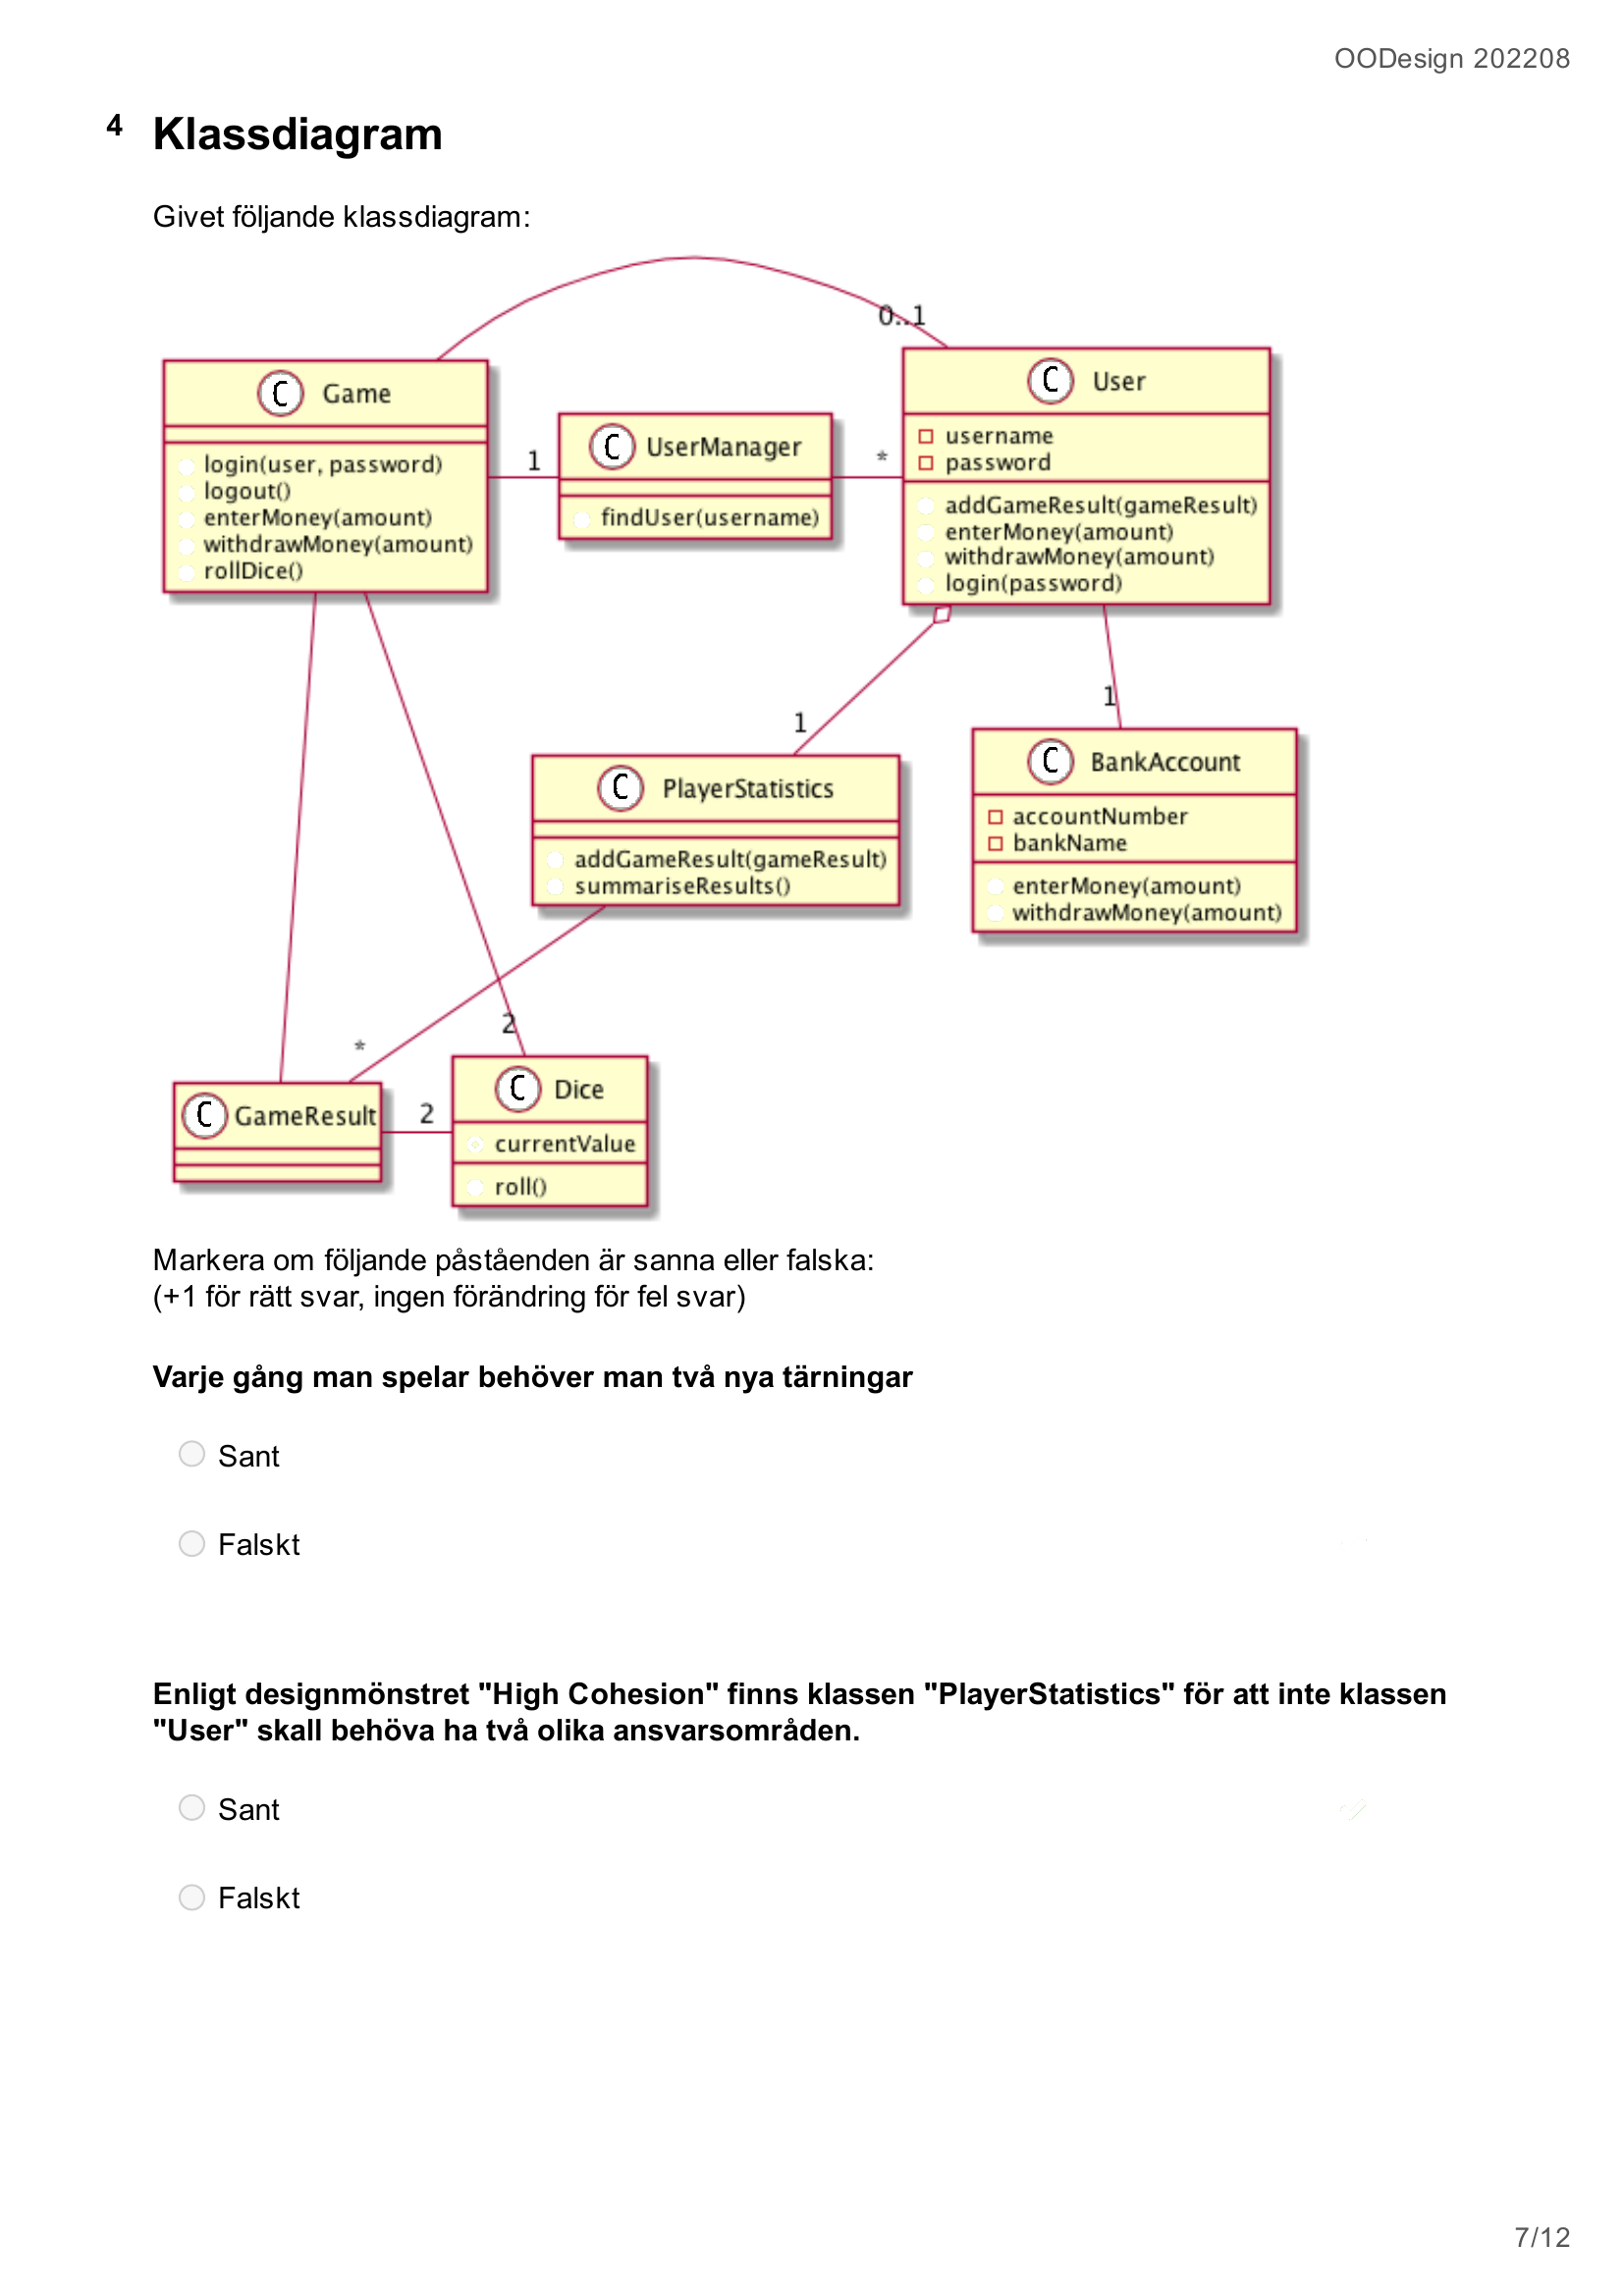 OODesign 202208
4 Klassdiagram
Givet följande klassdiagram:
0..1
C Game
login(user, password)
logout()
enterMoney(amount)
withdrawMoney(amount)
rollDice()
1
C UserManager
findUser(username)
*
C User
username
password
addGameResult(gameResult)
enterMoney(amount)
withdrawMoney(amount)
login(password)
1
1
C PlayerStatistics
addGameResult(gameResult)
summariseResults()
C BankAccount
accountNumber
bankName
enterMoney(amount)
withdrawMoney(amount)
*
2
C GameResult
2
C Dice
currentValue
roll()
Markera om följande påståenden är sanna eller falska:
(+1 för rätt svar, ingen förändring för fel svar)
Varje gång man spelar behöver man två nya tärningar
Sant
Falskt
Enligt designmönstret "High Cohesion" finns klassen "PlayerStatistics" för att inte klassen
"User" skall behöva ha två olika ansvarsområden.
Sant
Falskt
7/12